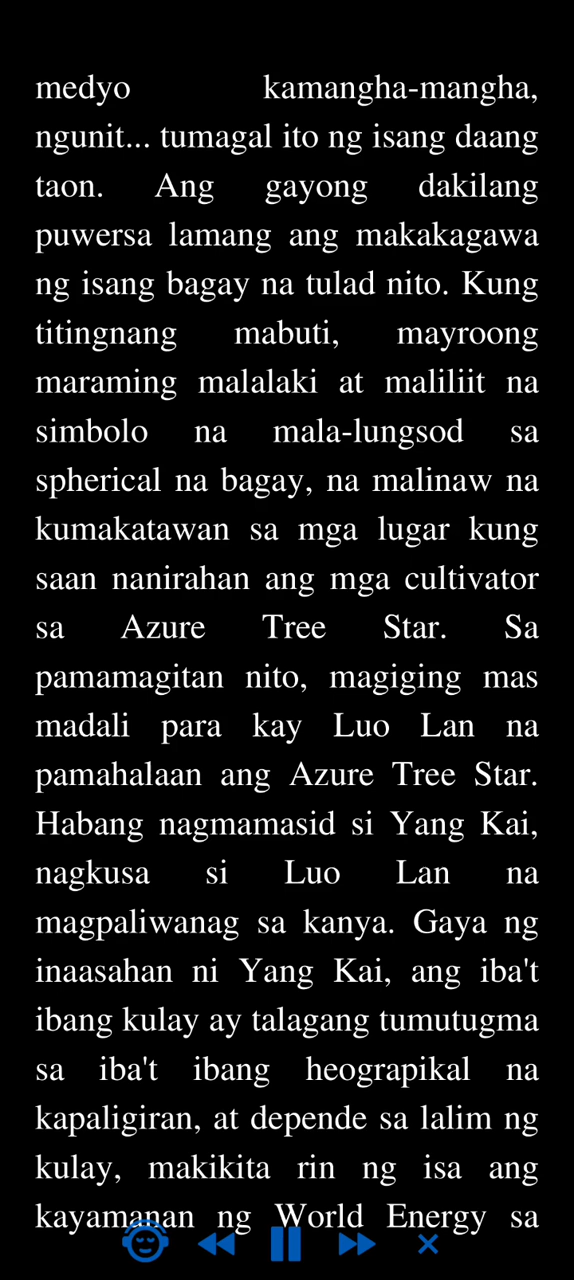 medyo kamangha-mangha,
ngunit... tumagal ito ng isang daang
taon. Ang gayong dakilang
puwersa lamang ang makakagawa
ng isang bagay na tulad nito. Kung
titingnang mabuti, mayroong
maraming malalaki at maliliit na
simbolo na mala-lungsod sa
spherical na bagay, na malinaw na
kumakatawan sa mga lugar kung
saan nanirahan ang mga cultivator
sa Azure Tree Star. Sa
pamamagitan nito, magiging mas
madali para kay Luo Lan na
pamahalaan ang Azure Tree Star.
Habang nagmamasid si Yang Kai,
nagkusa si Luo Lan na
magpaliwanag sa kanya. Gaya ng
inaasahan ni Yang Kai, ang iba't
ibang kulay ay talagang tumutugma
sa iba't ibang heograpikal na
kapaligiran, at depende sa lalim ng
kulay, makikita rin ng isa ang
kayamanan ng World Energy sa